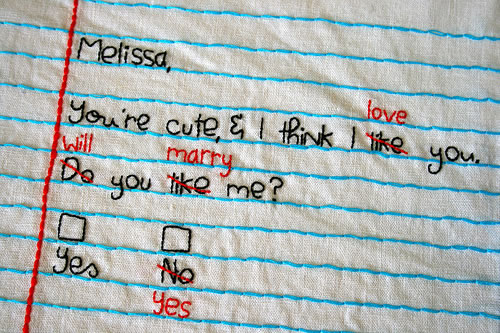 Melissa,
love
You're cute, & I think I like you.
will marry
Do you like me?
Yes No
Yes